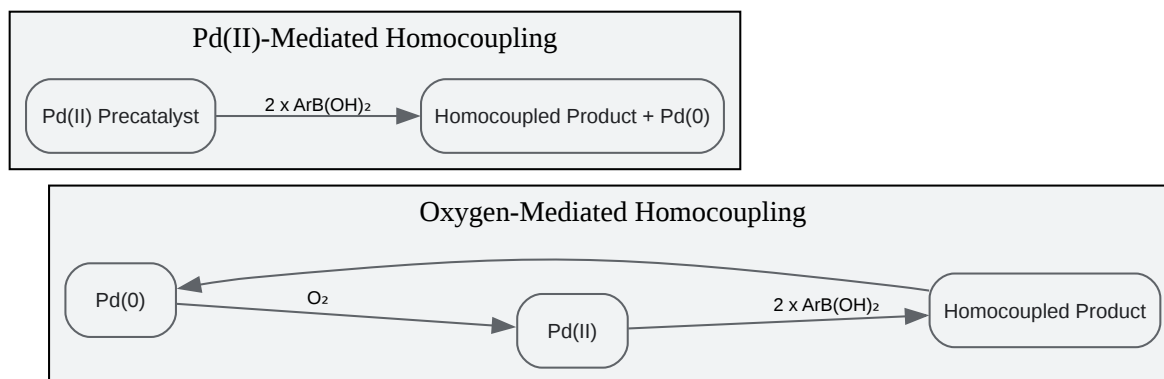 Pd(II)-Mediated Homocoupling
Pd(II) Precatalyst
2 x ArB(OH)₂
Homocoupled Product + Pd(0)
Oxygen-Mediated Homocoupling
Pd(0)
O₂
Pd(II)
2 x ArB(OH)₂
Homocoupled Product